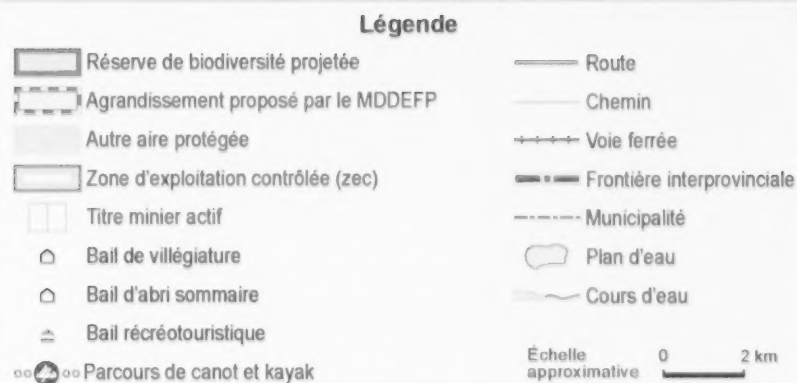 Légende
Réserve de biodiversité projetée
Agrandissement proposé par le MDDEFP
Autre aire protégée
Zone d'exploitation contrôlée (zec)
Titre minier actif
Bail de villégiature
Bail d'abri sommaire
Bail récréotouristique
Parcours de canot et kayak
Route
Chemin
Voie ferrée
Frontière interprovinciale
Municipalité
Plan d'eau
Cours d'eau
Échelle approximative 0 2 km